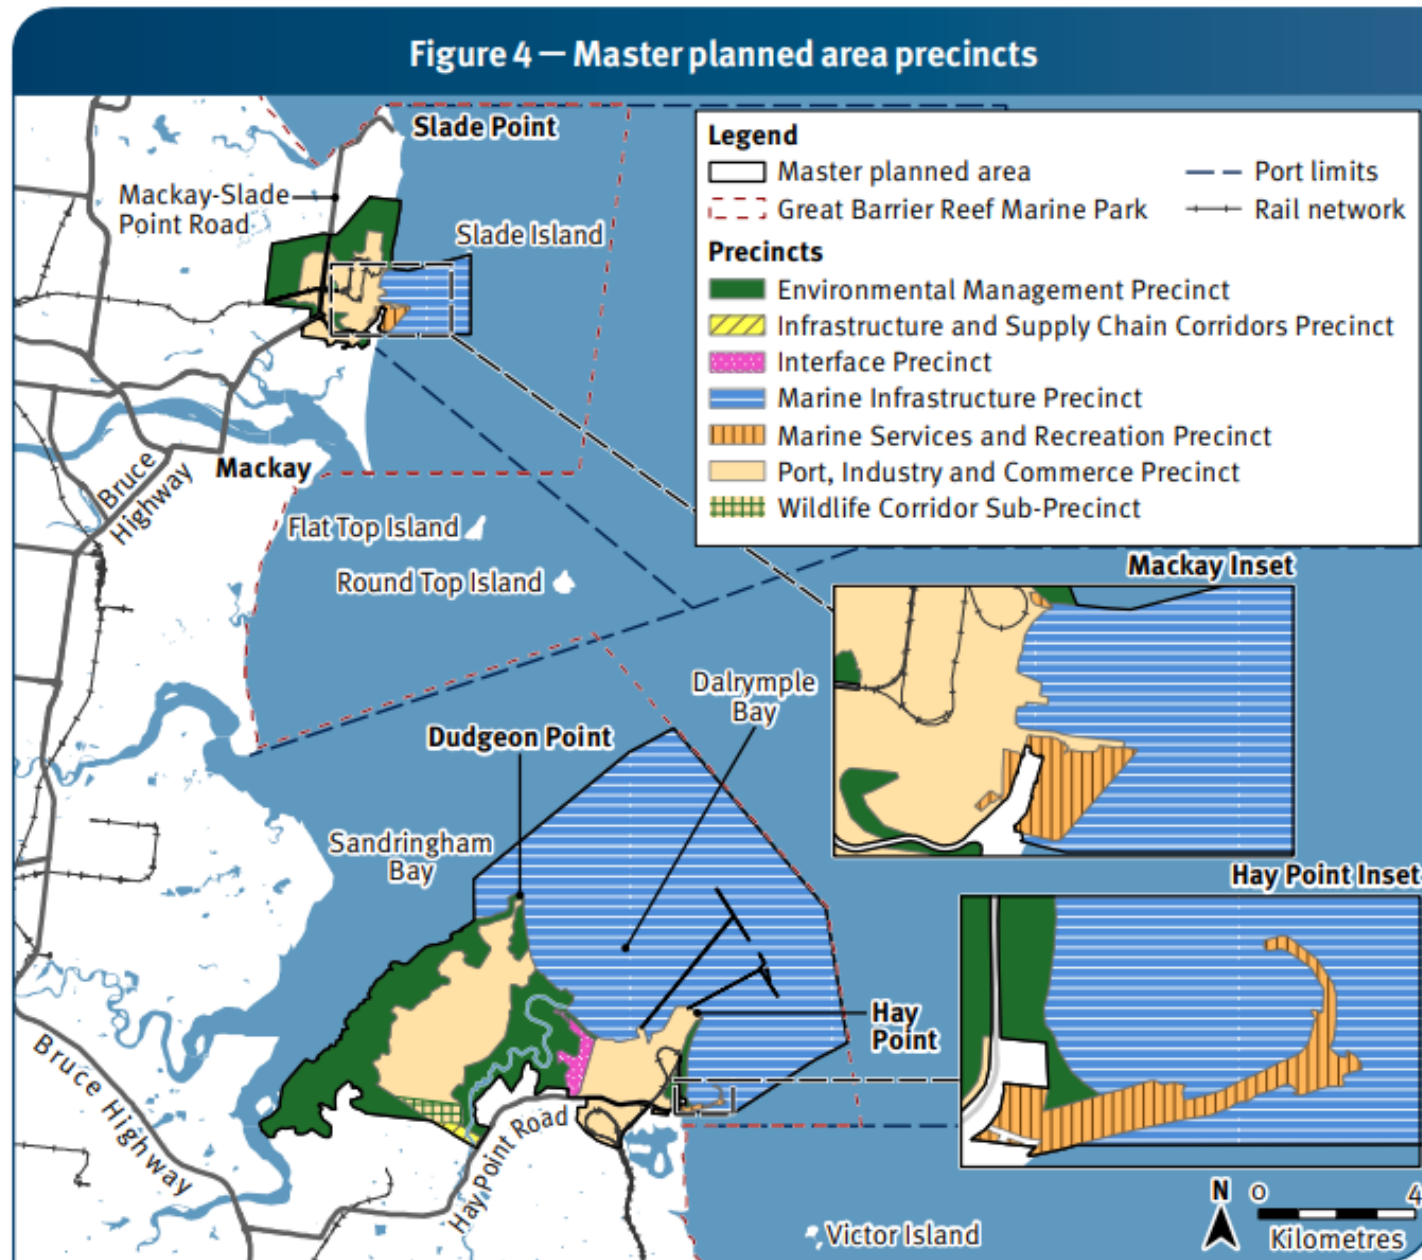 Figure 4 — Master planned area precincts
Slade Point
Mackay-Slade
Point Road
Slade Island
Legend
Master planned area
Port limits
Great Barrier Reef Marine Park
Rail network
Precincts
Environmental Management Precinct
Infrastructure and Supply Chain Corridors Precinct
Interface Precinct
Marine Infrastructure Precinct
Marine Services and Recreation Precinct
Port, Industry and Commerce Precinct
Wildlife Corridor Sub-Precinct
Mackay
Bruce
Highway
Flat Top Island
Round Top Island
Mackay Inset
Dalrymple
Bay
Dudgeon Point
Sandringham
Bay
Hay Point Inset
Hay
Point
Bruce Highway
Hay Point Road
Victor Island
N
0 4
Kilometres